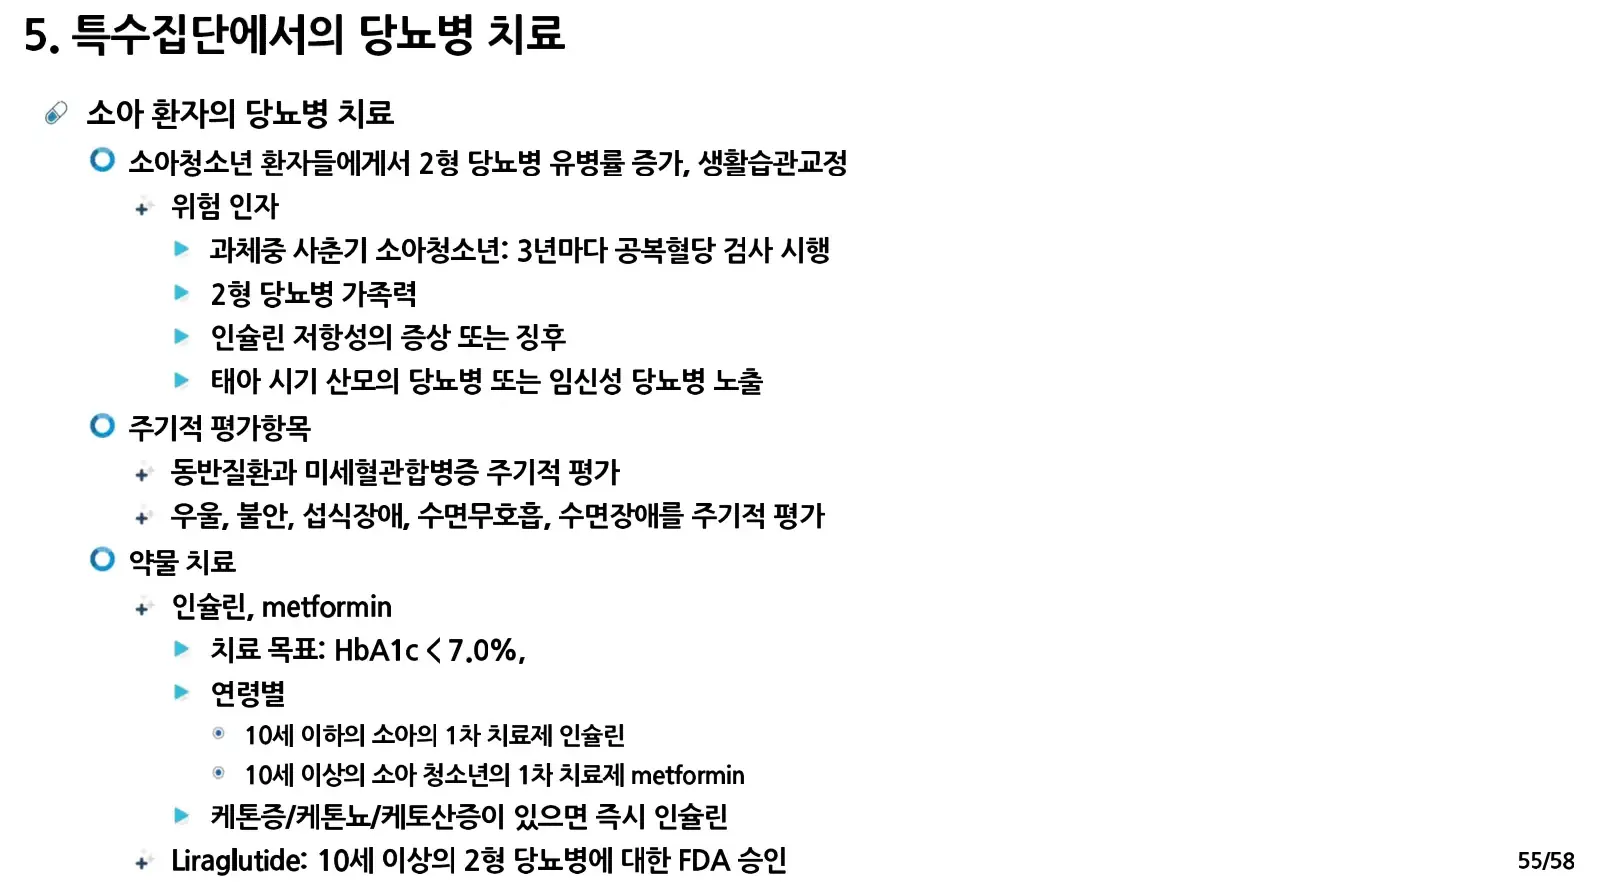 5. 특수집단에서의 당뇨병 치료
소아 환자의 당뇨병 치료
소아청소년 환자들에게서 2형 당뇨병 유병률 증가, 생활습관교정
위험 인자
과체중 사춘기 소아청소년: 3년마다 공복혈당 검사 시행
2형 당뇨병 가족력
인슐린 저항성의 증상 또는 징후
태아 시기 산모의 당뇨병 또는 임신성 당뇨병 노출
주기적 평가항목
동반질환과 미세혈관합병증 주기적 평가
우울, 불안, 섭식장애, 수면무호흡, 수면장애를 주기적 평가
약물 치료
인슐린, metformin
치료 목표: HbA1c < 7.0%,
연령별
10세 이하의 소아의 1차 치료제 인슐린
10세 이상의 소아 청소년의 1차 치료제 metformin
케톤증/케톤뇨/케토산증이 있으면 즉시 인슐린
Liraglutide: 10세 이상의 2형 당뇨병에 대한 FDA 승인
55/58